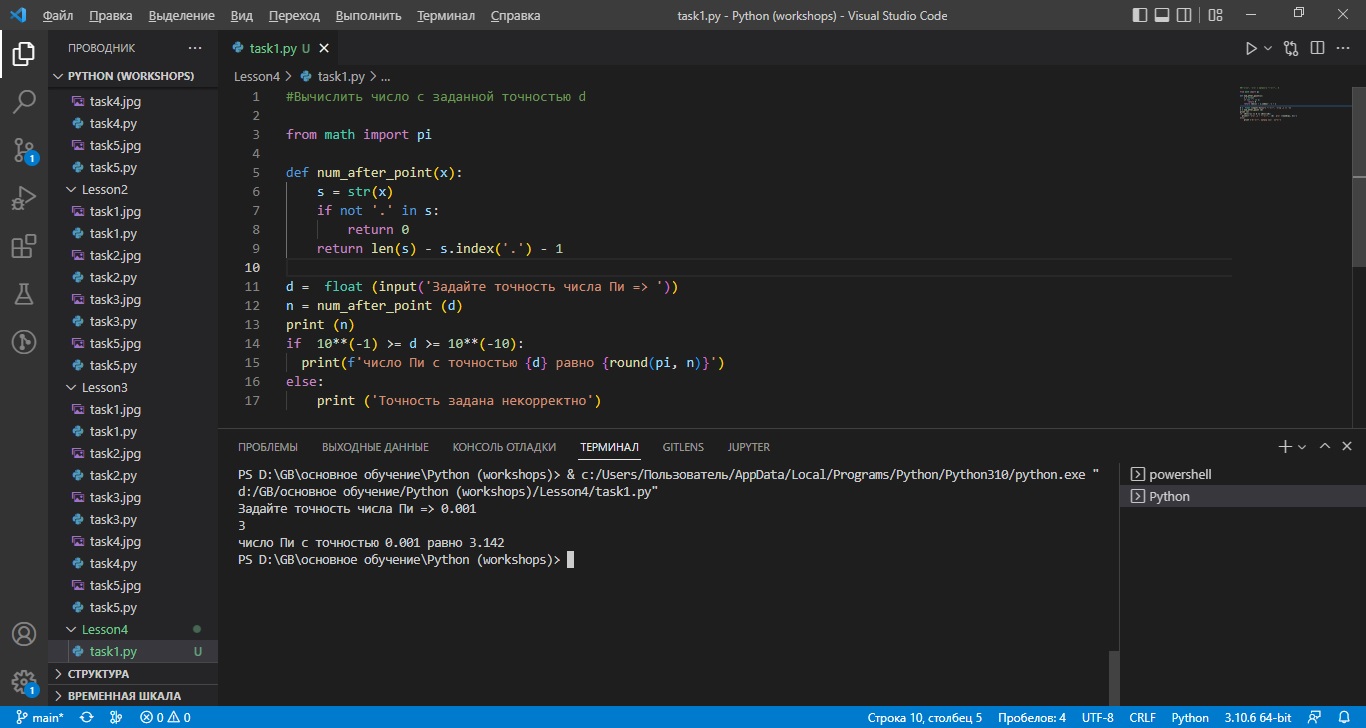 Файл Правка Выделение Вид Переход Выполнить Терминал Справка
task1.py - Python (workshops) - Visual Studio Code
ПРОВОДНИК
PYTHON (WORKSHOPS)
task4.jpg
task4.py
task5.jpg
task5.py
Lesson2
task1.jpg
task1.py
task2.jpg
task2.py
task3.jpg
task3.py
task5.jpg
task5.py
Lesson3
task1.jpg
task1.py
task2.jpg
task2.py
task3.jpg
task3.py
task4.jpg
task4.py
task5.jpg
task5.py
Lesson4
task1.py U
СТРУКТУРА
ВРЕМЕННАЯ ШКАЛА
1
1
task1.py U
Lesson4 > task1.py > ...
1 #Вычислить число с заданной точностью d
2
3 from math import pi
4
5 def num_after_point(x):
6     s = str(x)
7     if not '.' in s:
8         return 0
9     return len(s) - s.index('.') - 1
10
11 d =  float (input('Задайте точность числа Пи => '))
12 n = num_after_point (d)
13 print (n)
14 if  10**(-1) >= d >= 10**(-10):
15   print(f'число Пи с точностью {d} равно {round(pi, n)}')
16 else:
17     print ('Точность задана некорректно')
ПРОБЛЕМЫ ВЫХОДНЫЕ ДАННЫЕ КОНСОЛЬ ОТЛАДКИ ТЕРМИНАЛ GITLENS JUPYTER
PS D:\GB\основное обучение\Python (workshops)> & c:/Users/Пользователь/AppData/Local/Programs/Python/Python310/python.exe "
d:/GB/основное обучение/Python (workshops)/Lesson4/task1.py"
Задайте точность числа Пи => 0.001
3
число Пи с точностью 0.001 равно 3.142
PS D:\GB\основное обучение\Python (workshops)>
powershell
Python
main* 0 0 Строка 10, столбец 5 Пробелов: 4 UTF-8 CRLF Python 3.10.6 64-bit